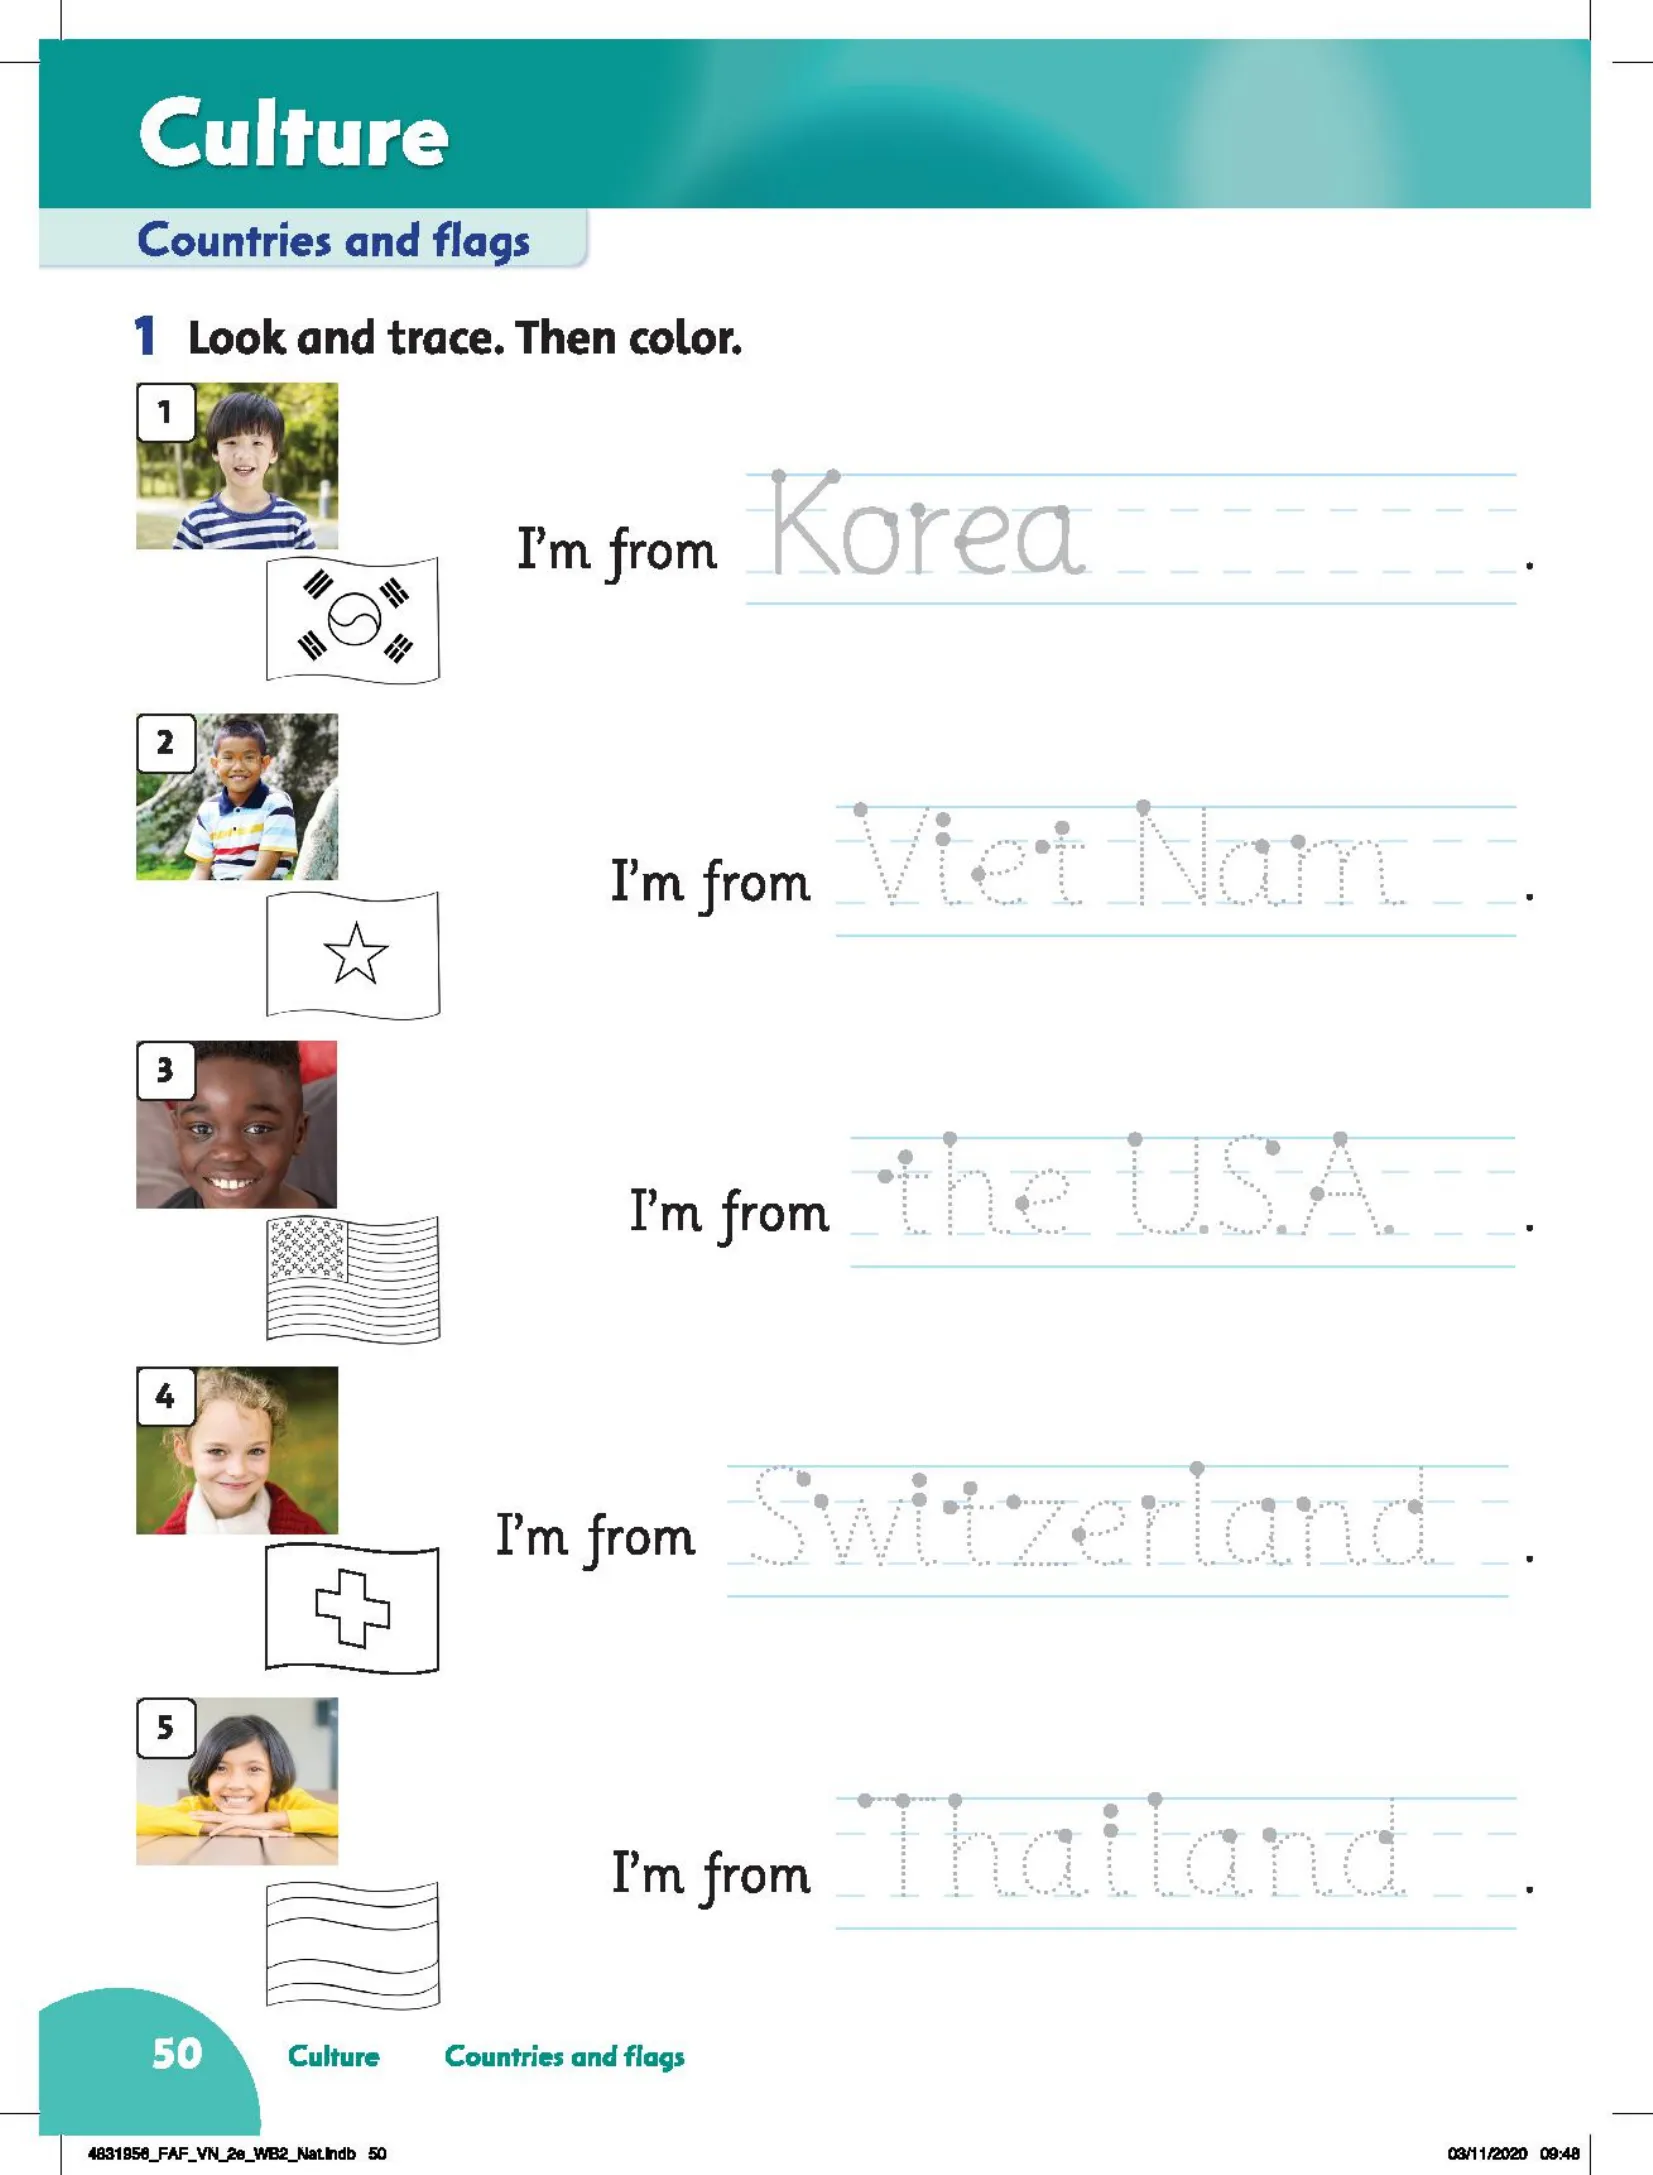 Culture
Countries and flags
1 Look and trace. Then color.
1
I'm from Korea.
2
I'm from Viet Nam.
3
I'm from the U.S.A..
4
I'm from Switzerland.
5
I'm from Thailand.
50 Culture Countries and flags
4831956_FAF_VN_2e_WB2_Nat.indb 50 03/11/2020 09:48